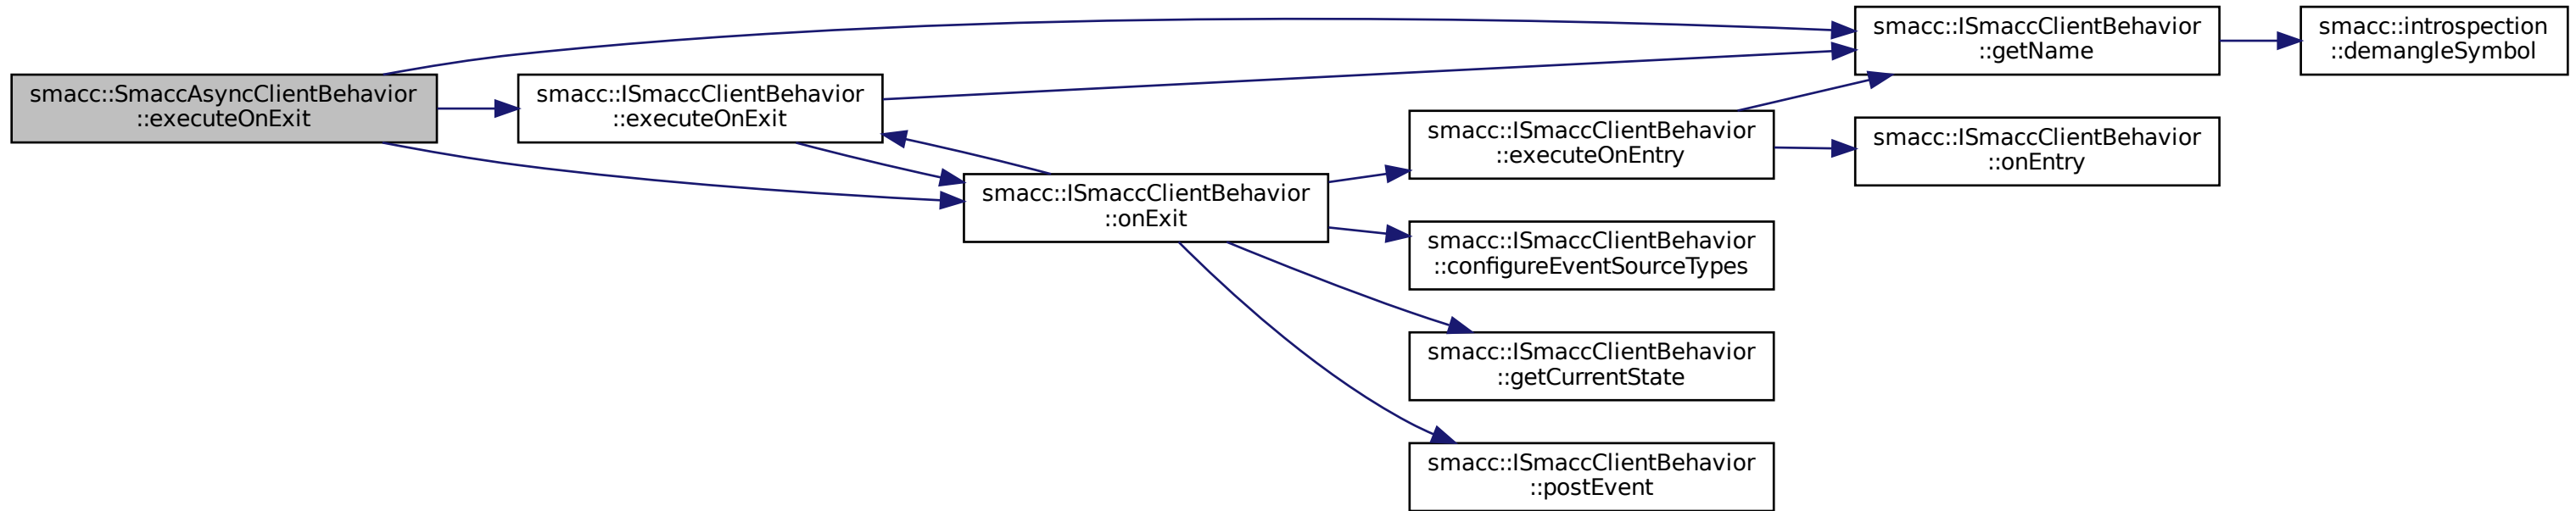 smacc::SmaccAsyncClientBehavior
::executeOnExit
smacc::ISmaccClientBehavior
::executeOnExit
smacc::ISmaccClientBehavior
::onExit
smacc::ISmaccClientBehavior
::executeOnEntry
smacc::ISmaccClientBehavior
::configureEventSourceTypes
smacc::ISmaccClientBehavior
::getCurrentState
smacc::ISmaccClientBehavior
::postEvent
smacc::ISmaccClientBehavior
::getName
smacc::ISmaccClientBehavior
::onEntry
smacc::introspection
::demangleSymbol